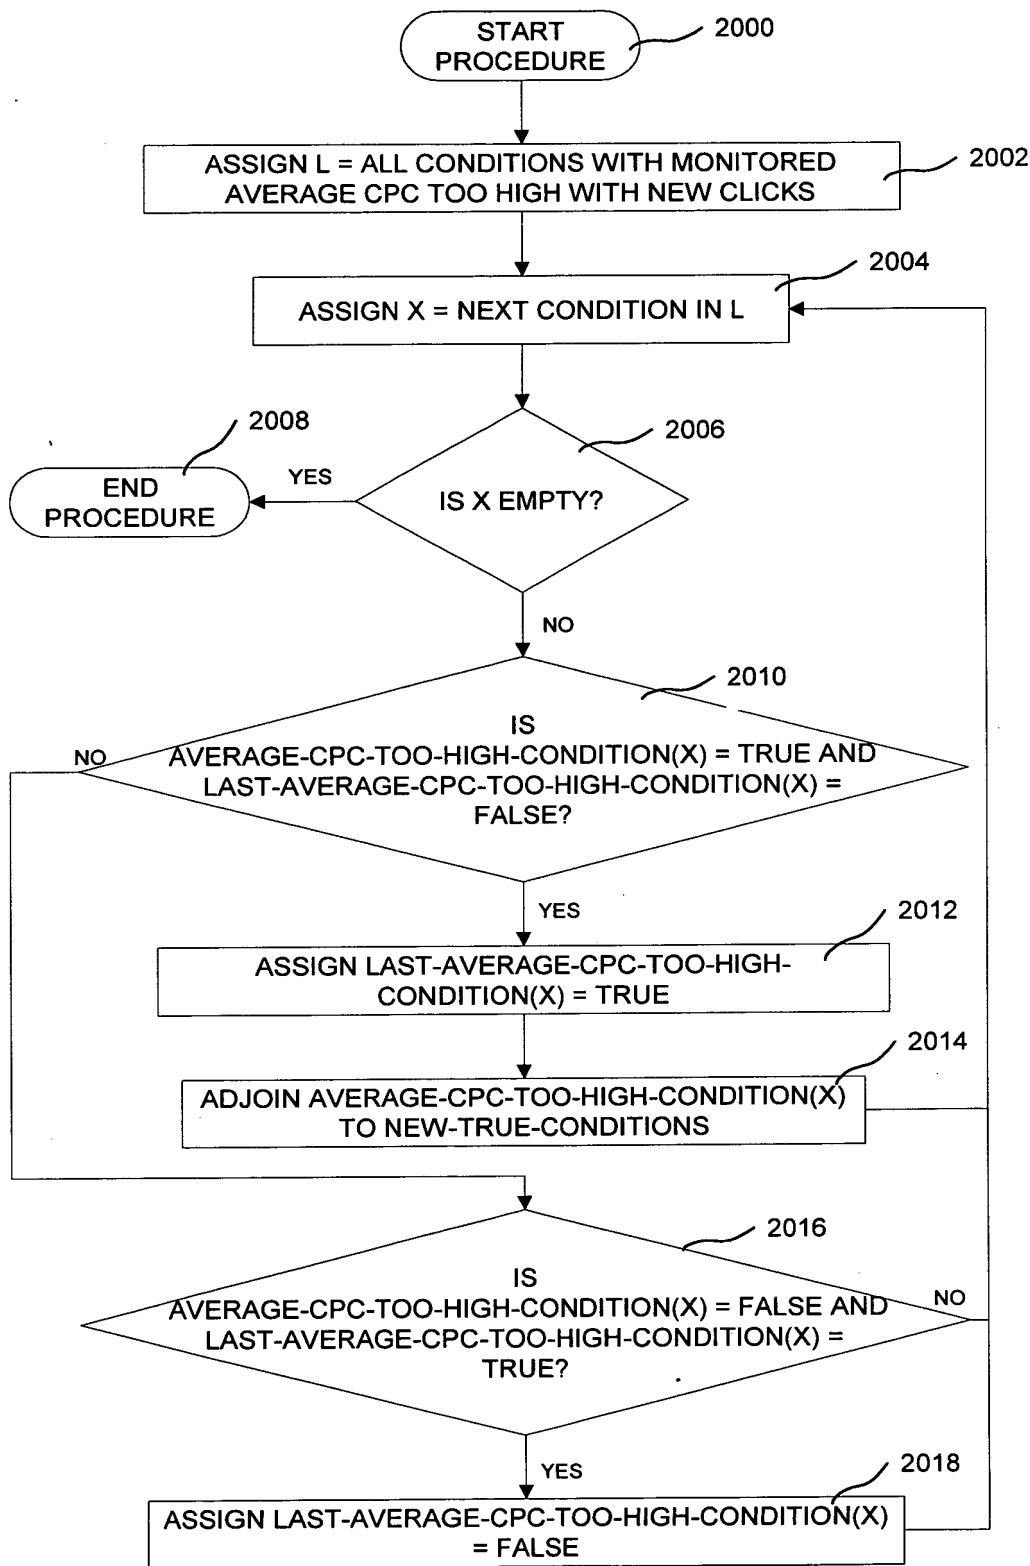 START
PROCEDURE
2000
ASSIGN L = ALL CONDITIONS WITH MONITORED
AVERAGE CPC TOO HIGH WITH NEW CLICKS
2002
ASSIGN X = NEXT CONDITION IN L
2004
IS X EMPTY?
2006
YES
END
PROCEDURE
2008
NO
IS
AVERAGE-CPC-TOO-HIGH-CONDITION(X) = TRUE AND
LAST-AVERAGE-CPC-TOO-HIGH-CONDITION(X) =
FALSE?
2010
NO
YES
ASSIGN LAST-AVERAGE-CPC-TOO-HIGH-
CONDITION(X) = TRUE
2012
ADJOIN AVERAGE-CPC-TOO-HIGH-CONDITION(X)
TO NEW-TRUE-CONDITIONS
2014
IS
AVERAGE-CPC-TOO-HIGH-CONDITION(X) = FALSE AND
LAST-AVERAGE-CPC-TOO-HIGH-CONDITION(X) =
TRUE?
2016
NO
YES
ASSIGN LAST-AVERAGE-CPC-TOO-HIGH-CONDITION(X)
= FALSE
2018